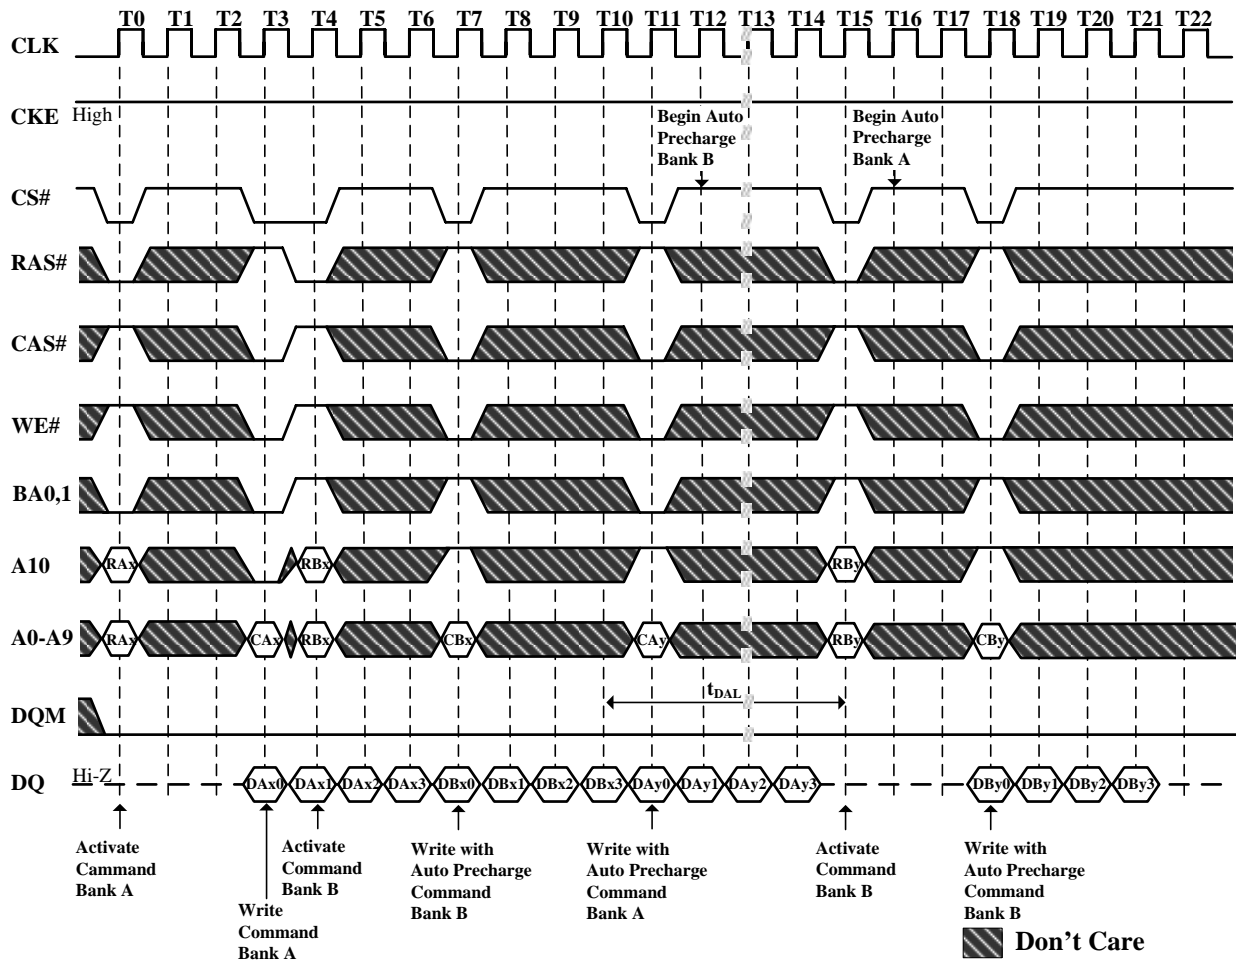 T0 T1 T2 T3 T4 T5 T6 T7 T8 T9 T10 T11 T12 T13 T14 T15 T16 T17 T18 T19 T20 T21 T22
CLK
CKE High
Begin Auto
Precharge
Bank B
Begin Auto
Precharge
Bank A
CS#
RAS#
CAS#
WE#
BA0,1
A10 RAx RBx RBy
A0-A9 RAx CAx RBx CBx CAy RBy CBy
tDAL
DQM
DQ Hi-Z DAx0 DAx1 DAx2 DAx3 DBx0 DBx1 DBx2 DBx3 DAy0 DAy1 DAy2 DAy3 DBy0 DBy1 DBy2 DBy3
Activate
Cammand
Bank A
Write
Command
Bank A
Activate
Command
Bank B
Write with
Auto Precharge
Command
Bank B
Write with
Auto Precharge
Command
Bank A
Activate
Command
Bank B
Write with
Auto Precharge
Command
Bank B
Don't Care